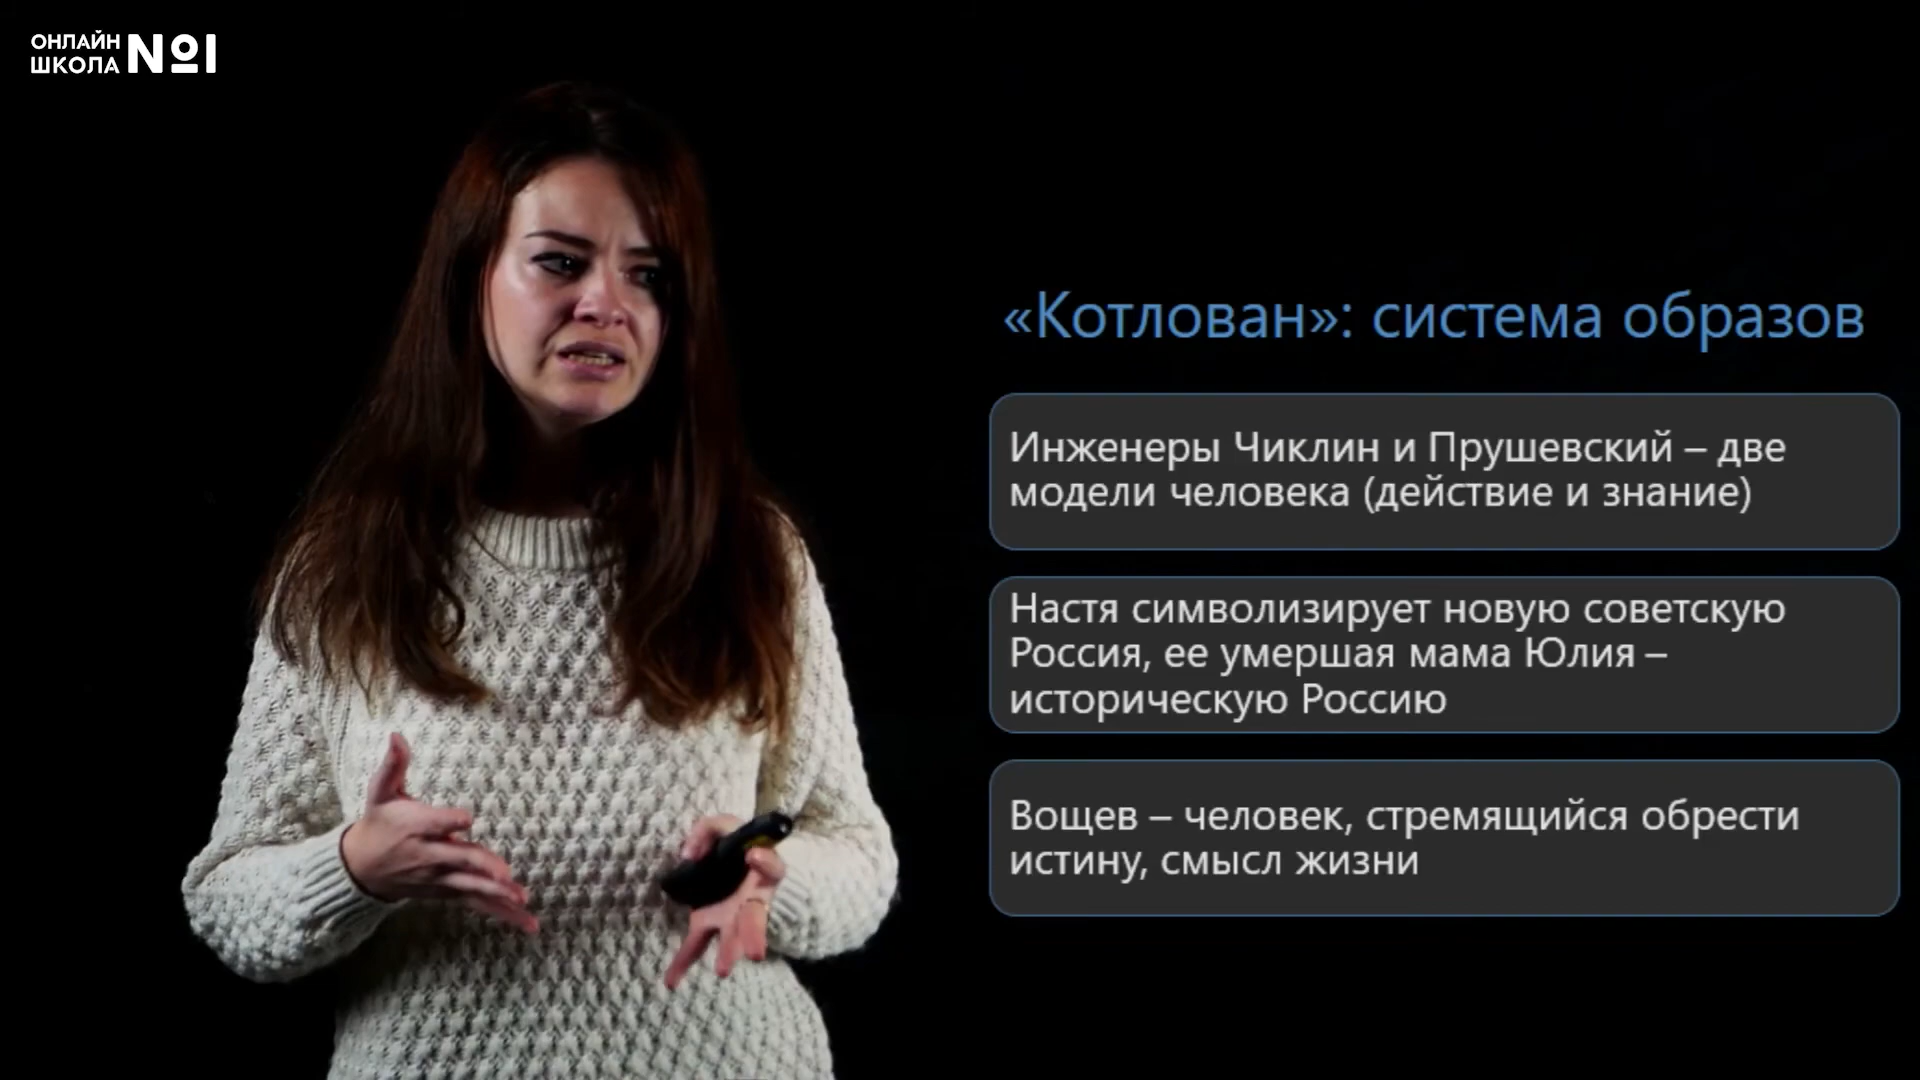 ОНЛАЙН
ШКОЛА №1
«Котлован»: система образов
Инженеры Чиклин и Прушевский – две
модели человека (действие и знание)
Настя символизирует новую советскую
Россия, ее умершая мама Юлия –
историческую Россию
Вощев – человек, стремящийся обрести
истину, смысл жизни